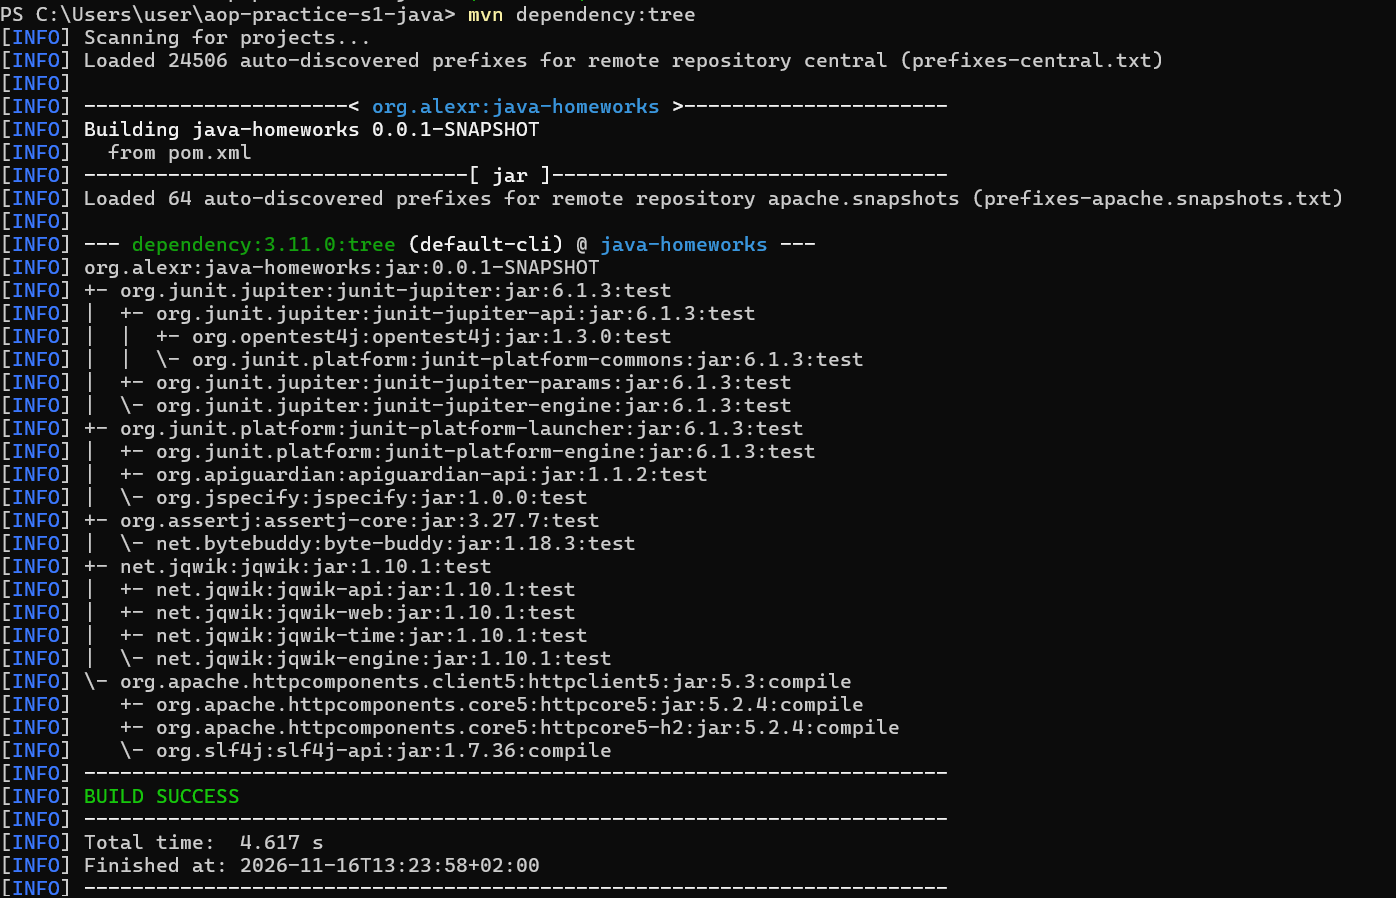 PS C:\Users\user\aop-practice-s1-java> mvn dependency:tree
[INFO] Scanning for projects...
[INFO] Loaded 24506 auto-discovered prefixes for remote repository central (prefixes-central.txt)
[INFO]
[INFO] ----------------------< org.alexr:java-homeworks >----------------------
[INFO] Building java-homeworks 0.0.1-SNAPSHOT
[INFO]   from pom.xml
[INFO] --------------------------------[ jar ]---------------------------------
[INFO] Loaded 64 auto-discovered prefixes for remote repository apache.snapshots (prefixes-apache.snapshots.txt)
[INFO]
[INFO] --- dependency:3.11.0:tree (default-cli) @ java-homeworks ---
[INFO] org.alexr:java-homeworks:jar:0.0.1-SNAPSHOT
[INFO] +- org.junit.jupiter:junit-jupiter:jar:6.1.3:test
[INFO] |  +- org.junit.jupiter:junit-jupiter-api:jar:6.1.3:test
[INFO] |  |  +- org.opentest4j:opentest4j:jar:1.3.0:test
[INFO] |  |  \- org.junit.platform:junit-platform-commons:jar:6.1.3:test
[INFO] |  +- org.junit.jupiter:junit-jupiter-params:jar:6.1.3:test
[INFO] |  \- org.junit.jupiter:junit-jupiter-engine:jar:6.1.3:test
[INFO] +- org.junit.platform:junit-platform-launcher:jar:6.1.3:test
[INFO] |  +- org.junit.platform:junit-platform-engine:jar:6.1.3:test
[INFO] |  +- org.apiguardian:apiguardian-api:jar:1.1.2:test
[INFO] |  \- org.jspecify:jspecify:jar:1.0.0:test
[INFO] +- org.assertj:assertj-core:jar:3.27.7:test
[INFO] |  \- net.bytebuddy:byte-buddy:jar:1.18.3:test
[INFO] +- net.jqwik:jqwik:jar:1.10.1:test
[INFO] |  +- net.jqwik:jqwik-api:jar:1.10.1:test
[INFO] |  +- net.jqwik:jqwik-web:jar:1.10.1:test
[INFO] |  +- net.jqwik:jqwik-time:jar:1.10.1:test
[INFO] |  \- net.jqwik:jqwik-engine:jar:1.10.1:test
[INFO] \- org.apache.httpcomponents.client5:httpclient5:jar:5.3:compile
[INFO]    +- org.apache.httpcomponents.core5:httpcore5:jar:5.2.4:compile
[INFO]    +- org.apache.httpcomponents.core5:httpcore5-h2:jar:5.2.4:compile
[INFO]    \- org.slf4j:slf4j-api:jar:1.7.36:compile
[INFO] ------------------------------------------------------------------------
[INFO] BUILD SUCCESS
[INFO] ------------------------------------------------------------------------
[INFO] Total time:  4.617 s
[INFO] Finished at: 2026-11-16T13:23:58+02:00
[INFO] ------------------------------------------------------------------------